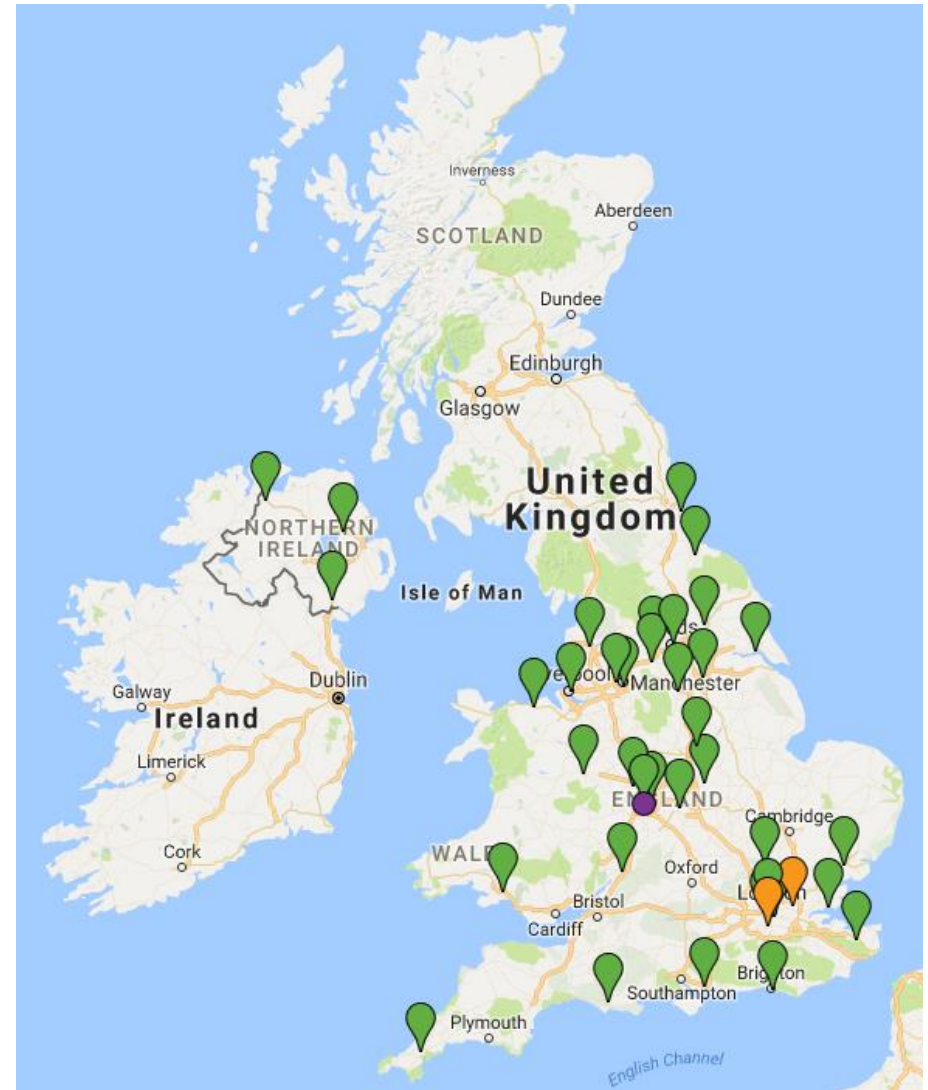 Inverness
Aberdeen
SCOTLAND
Dundee
Edinburgh
Glasgow
United
Kingdom
NORTHERN
IRELAND
Isle of Man
Dublin
Galway
Ireland
Manchester
Limerick
ENGLAND
Cambridge
Cork
Oxford
Bristol
Cardiff
Brighton
Southampton
Plymouth
English Channel